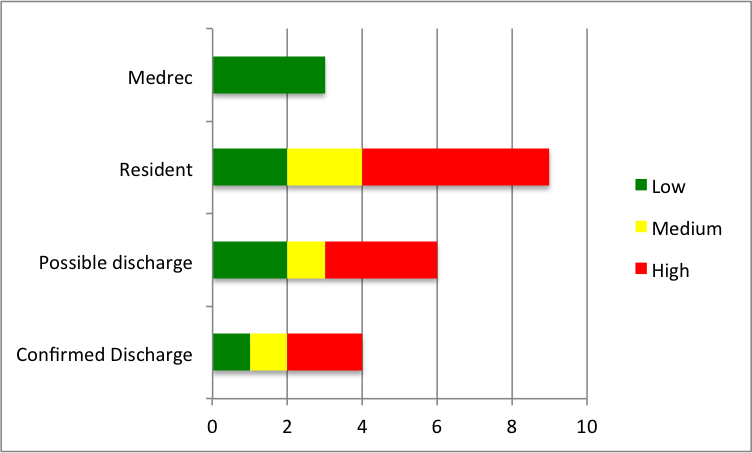 Medrec
Resident
Possible discharge
Confirmed Discharge
0 2 4 6 8 10
Low
Medium
High